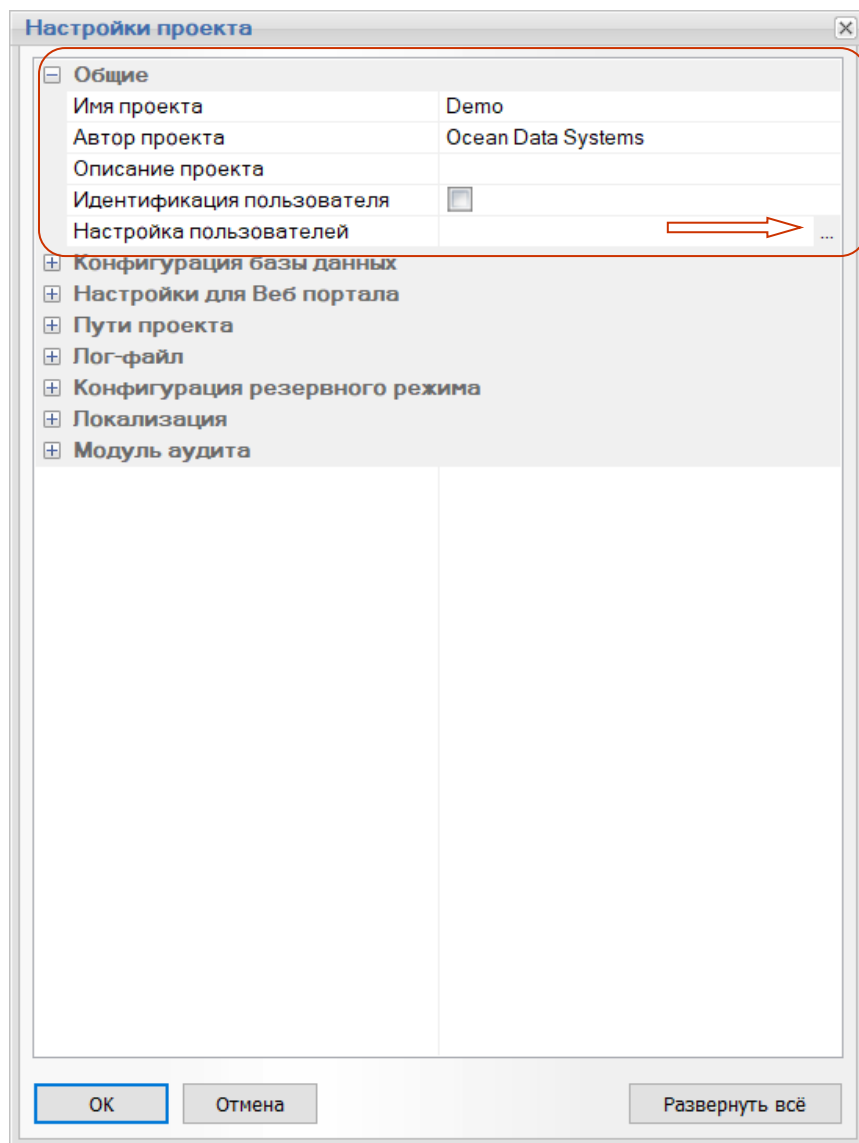 Настройки проекта
Общие
Имя проекта Demo
Автор проекта Ocean Data Systems
Описание проекта
Идентификация пользователя
Настройка пользователей ...
Конфигурация базы данных
Настройки для Веб портала
Пути проекта
Лог-файл
Конфигурация резервного режима
Локализация
Модуль аудита
ОК Отмена Развернуть всё